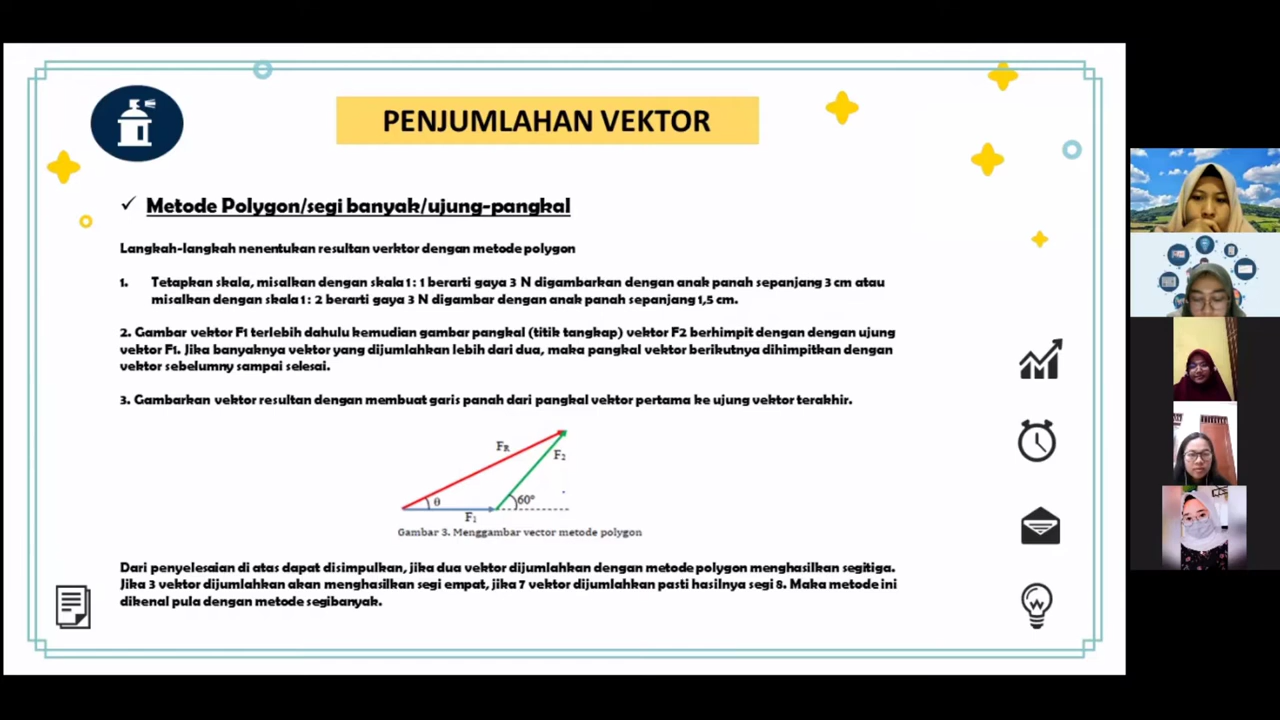 PENJUMLAHAN VEKTOR
✓ Metode Polygon/segi banyak/ujung-pangkal
Langkah-langkah nenentukan resultan verktor dengan metode polygon
1. Tetapkan skala, misalkan dengan skala 1 : 1 berarti gaya 3 N digambarkan dengan anak panah sepanjang 3 cm atau
misalkan dengan skala 1 : 2 berarti gaya 3 N digambar dengan anak panah sepanjang 1,5 cm.
2. Gambar vektor F1 terlebih dahulu kemudian gambar pangkal (titik tangkap) vektor F2 berhimpit dengan dengan ujung
vektor F1. Jika banyaknya vektor yang dijumlahkan lebih dari dua, maka pangkal vektor berikutnya dihimpitkan dengan
vektor sebelumny sampai selesai.
3. Gambarkan vektor resultan dengan membuat garis panah dari pangkal vektor pertama ke ujung vektor terakhir.
F_R
F₂
θ
60°
F₁
Gambar 3. Menggambar vector metode polygon
Dari penyelesaian di atas dapat disimpulkan, jika dua vektor dijumlahkan dengan metode polygon menghasilkan segitiga.
Jika 3 vektor dijumlahkan akan menghasilkan segi empat, jika 7 vektor dijumlahkan pasti hasilnya segi 8. Maka metode ini
dikenal pula dengan metode segibanyak.